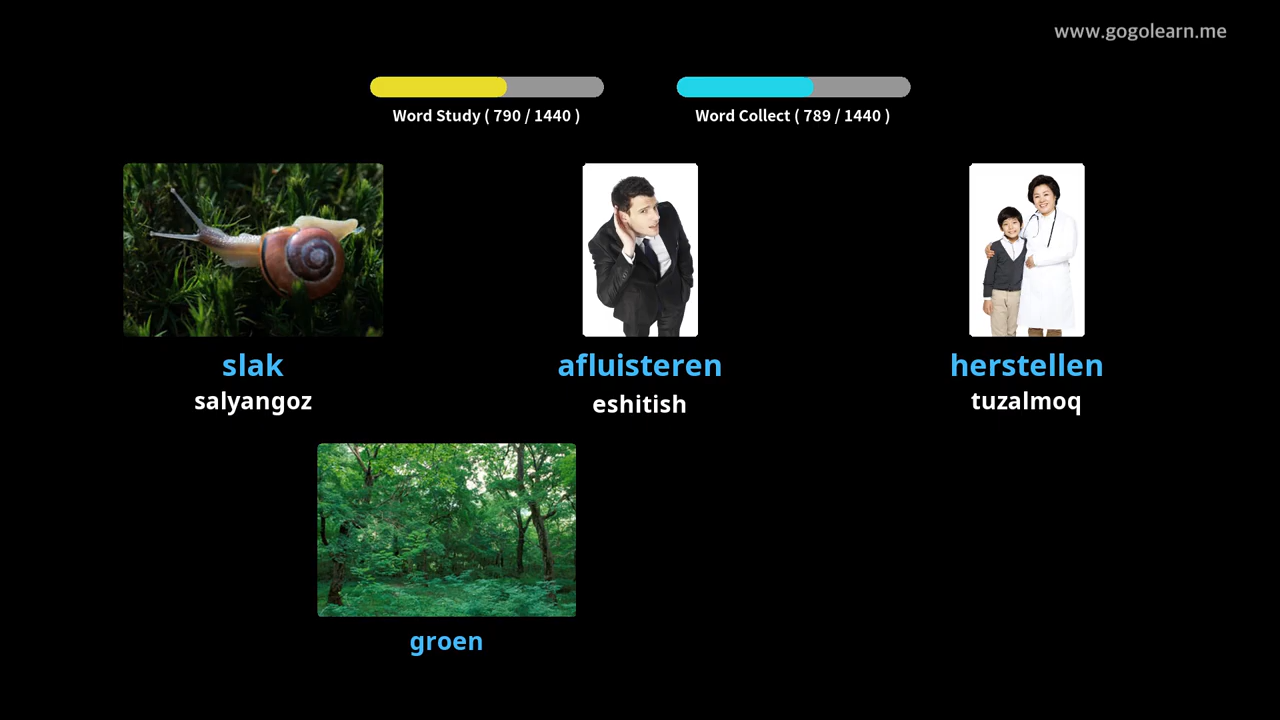 www.gogolearn.me
Word Study ( 790 / 1440 )
Word Collect ( 789 / 1440 )
slak
afluisteren
herstellen
salyangoz
eshitish
tuzalmoq
groen